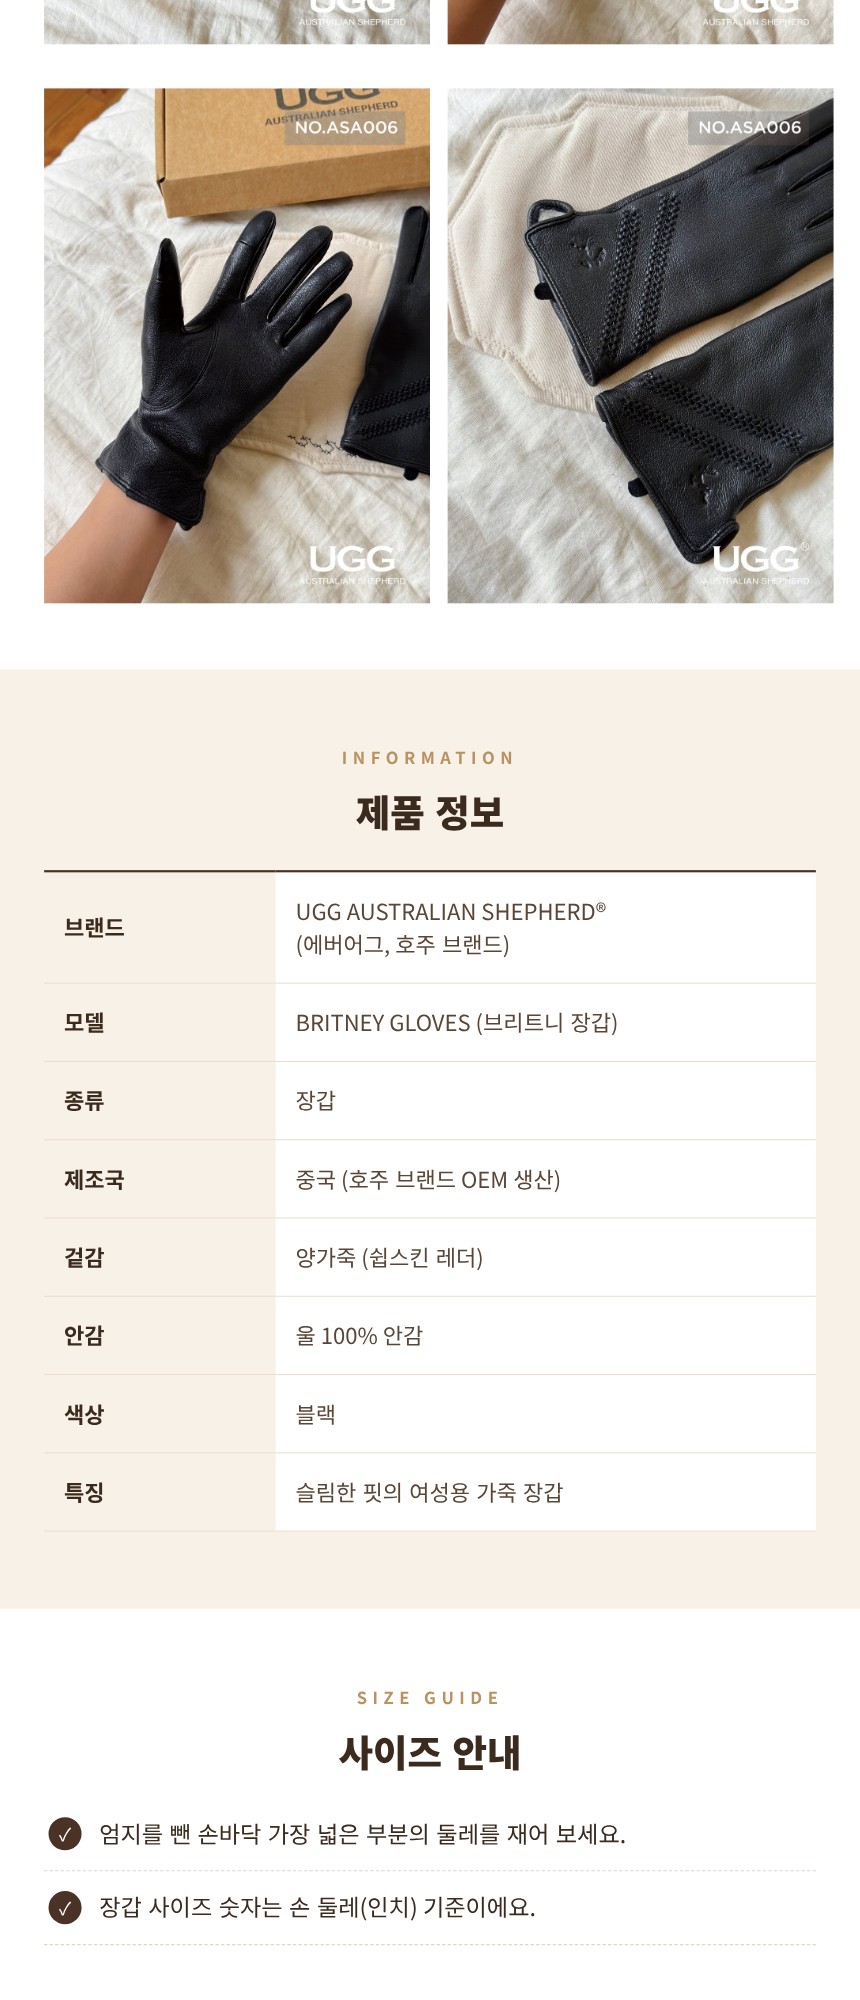 UGG
AUSTRALIAN SHEPHERD
UGG
AUSTRALIAN SHEPHERD
UGG
AUSTRALIAN SHEPHERD
NO.ASA006
UGG
AUSTRALIAN SHEPHERD
NO.ASA006
UGG®
AUSTRALIAN SHEPHERD
INFORMATION
제품 정보
브랜드
UGG AUSTRALIAN SHEPHERD®
(에버어그, 호주 브랜드)
모델
BRITNEY GLOVES (브리트니 장갑)
종류
장갑
제조국
중국 (호주 브랜드 OEM 생산)
겉감
양가죽 (쉽스킨 레더)
안감
울 100% 안감
색상
블랙
특징
슬림한 핏의 여성용 가죽 장갑
SIZE GUIDE
사이즈 안내
엄지를 뺀 손바닥 가장 넓은 부분의 둘레를 재어 보세요.
장갑 사이즈 숫자는 손 둘레(인치) 기준이에요.